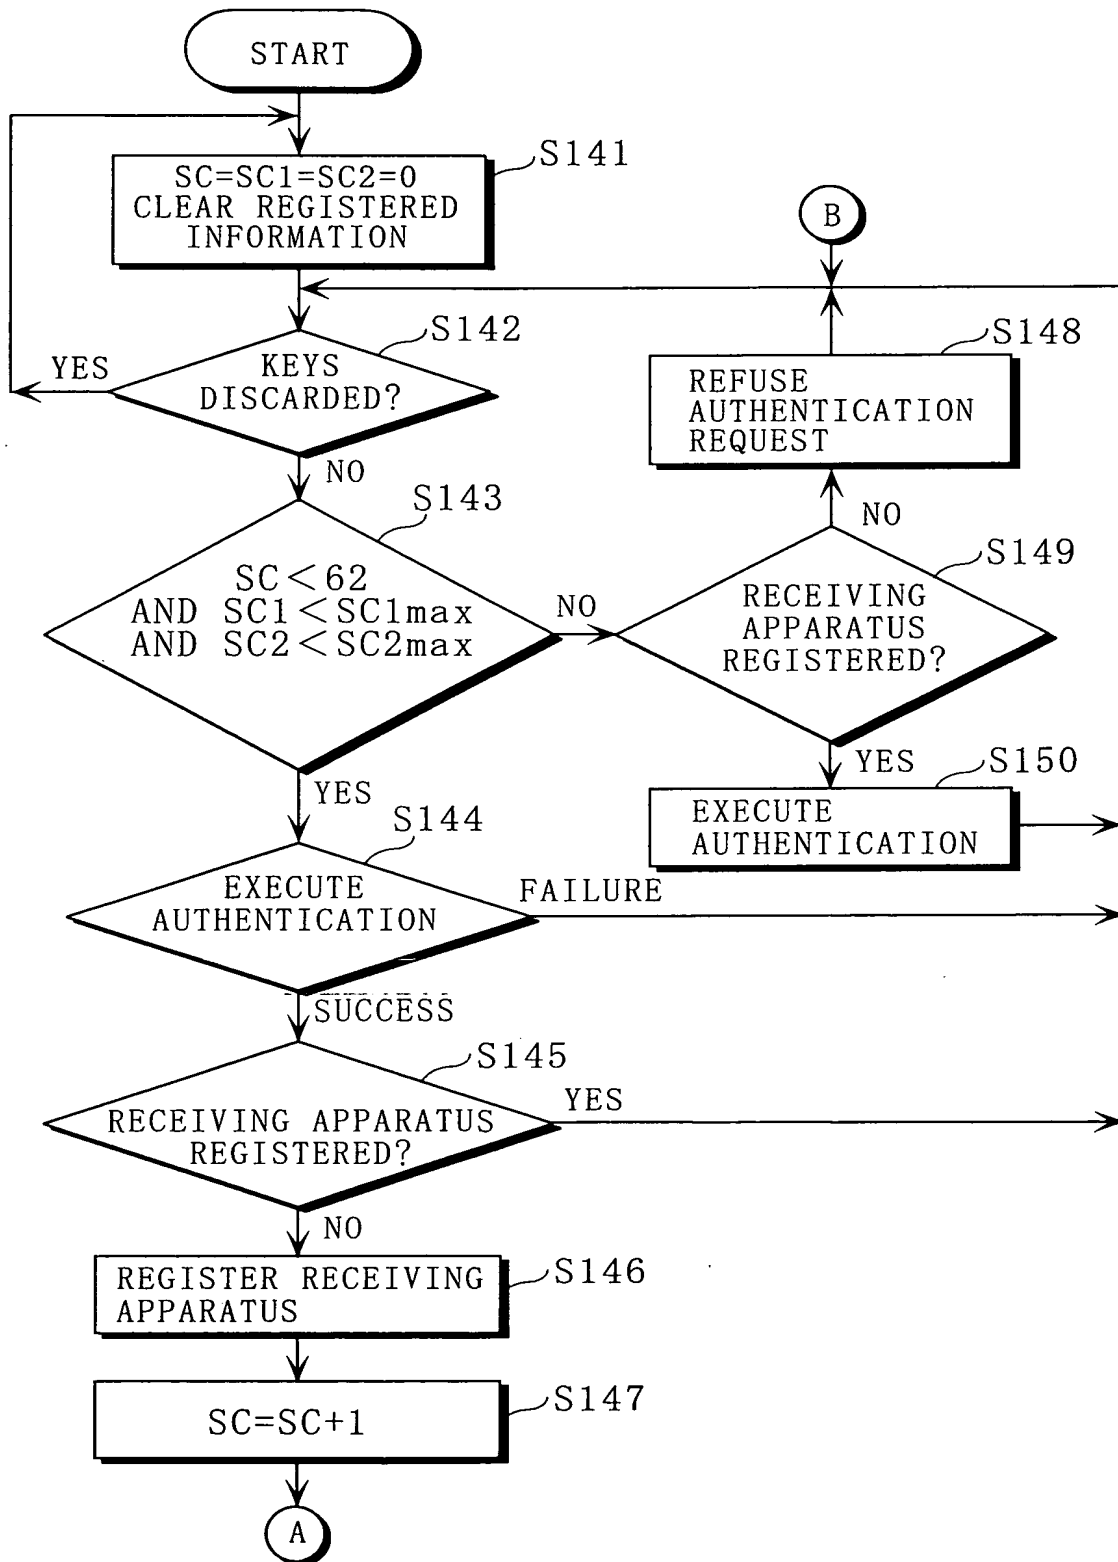 START
S141
SC=SC1=SC2=0
CLEAR REGISTERED
INFORMATION
B
S142
YES
KEYS
DISCARDED?
NO
S148
REFUSE
AUTHENTICATION
REQUEST
S143
SC<62
AND SC1<SC1max
AND SC2<SC2max
NO
NO
S149
RECEIVING
APPARATUS
REGISTERED?
YES
YES
S150
EXECUTE
AUTHENTICATION
S144
EXECUTE
AUTHENTICATION
FAILURE
SUCCESS
S145
RECEIVING APPARATUS
REGISTERED?
YES
NO
REGISTER RECEIVING
APPARATUS
S146
SC=SC+1
S147
A